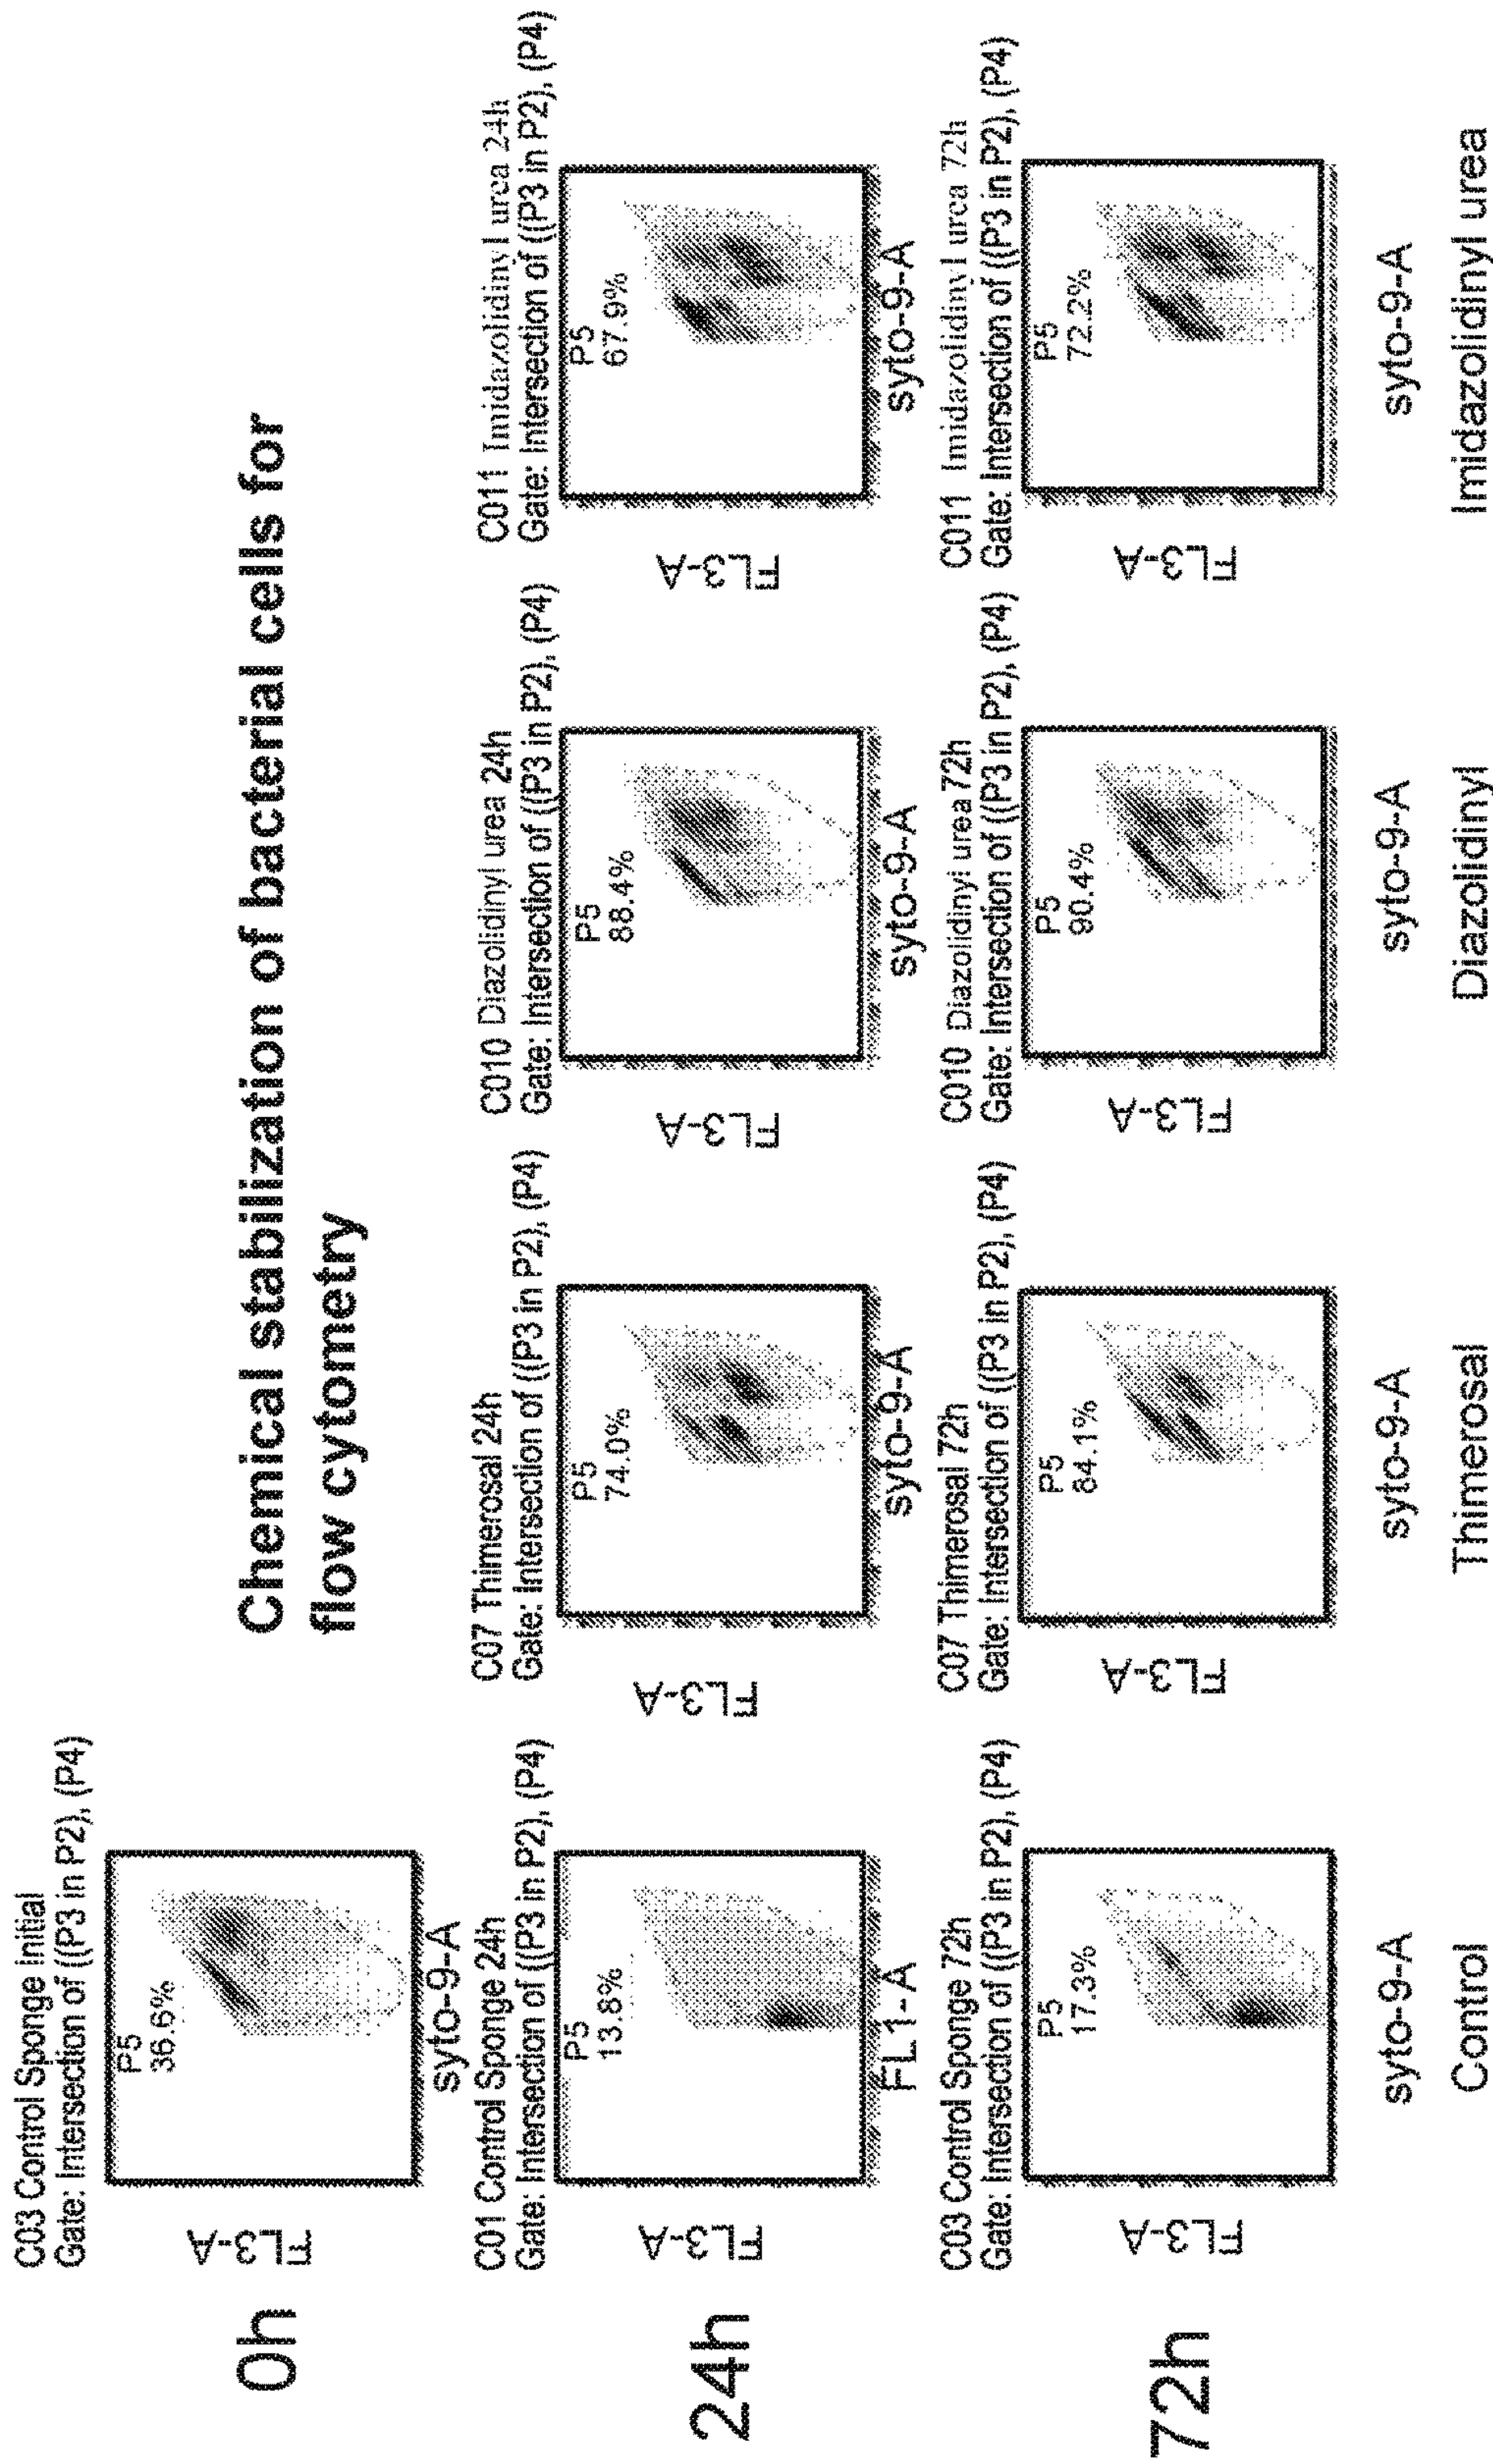 Chemical stabilization of bacterial cells for
flow cytometry
0h
C03 Control Sponge initial
Gate: Intersection of ((P3 in P2), (P4)
P5
36.6%
FL3-A
syto-9-A
24h
C01 Control Sponge 24h
Gate: Intersection of ((P3 in P2), (P4)
P5
13.8%
FL3-A
FL1-A
C07 Thimerosal 24h
Gate: Intersection of ((P3 in P2), (P4)
P5
74.0%
FL3-A
syto-9-A
C010 Diazolidinyl urea 24h
Gate: Intersection of ((P3 in P2), (P4)
P5
88.4%
FL3-A
syto-9-A
C011 Imidazolidinyl urea 24h
Gate: Intersection of ((P3 in P2), (P4)
P5
67.9%
FL3-A
syto-9-A
72h
C03 Control Sponge 72h
Gate: Intersection of ((P3 in P2), (P4)
P5
17.3%
FL3-A
syto-9-A
Control
C07 Thimerosal 72h
Gate: Intersection of ((P3 in P2), (P4)
P5
84.1%
FL3-A
syto-9-A
Thimerosal
C010 Diazolidinyl urea 72h
Gate: Intersection of ((P3 in P2), (P4)
P5
90.4%
FL3-A
syto-9-A
Diazolidinyl
C011 Imidazolidinyl urea 72h
Gate: Intersection of ((P3 in P2), (P4)
P5
72.2%
FL3-A
syto-9-A
Imidazolidinyl urea